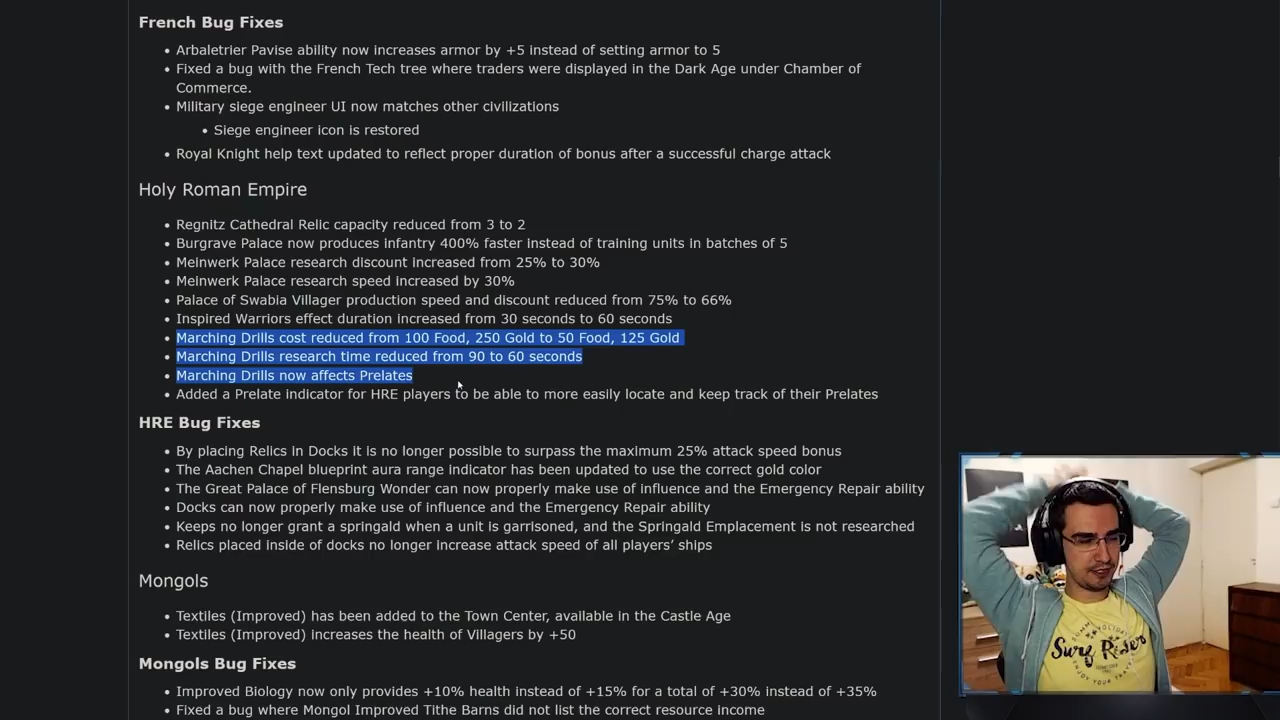 French Bug Fixes
• Arbaletrier Pavise ability now increases armor by +5 instead of setting armor to 5
• Fixed a bug with the French Tech tree where traders were displayed in the Dark Age under Chamber of
Commerce.
• Military siege engineer UI now matches other civilizations
• Siege engineer icon is restored
• Royal Knight help text updated to reflect proper duration of bonus after a successful charge attack
Holy Roman Empire
• Regnitz Cathedral Relic capacity reduced from 3 to 2
• Burgrave Palace now produces infantry 400% faster instead of training units in batches of 5
• Meinwerk Palace research discount increased from 25% to 30%
• Meinwerk Palace research speed increased by 30%
• Palace of Swabia Villager production speed and discount reduced from 75% to 66%
• Inspired Warriors effect duration increased from 30 seconds to 60 seconds
• Marching Drills cost reduced from 100 Food, 250 Gold to 50 Food, 125 Gold
• Marching Drills research time reduced from 90 to 60 seconds
• Marching Drills now affects Prelates
• Added a Prelate indicator for HRE players to be able to more easily locate and keep track of their Prelates
HRE Bug Fixes
• By placing Relics in Docks it is no longer possible to surpass the maximum 25% attack speed bonus
• The Aachen Chapel blueprint aura range indicator has been updated to use the correct gold color
• The Great Palace of Flensburg Wonder can now properly make use of influence and the Emergency Repair ability
• Docks can now properly make use of influence and the Emergency Repair ability
• Keeps no longer grant a springald when a unit is garrisoned, and the Springald Emplacement is not researched
• Relics placed inside of docks no longer increase attack speed of all players’ ships
Mongols
• Textiles (Improved) has been added to the Town Center, available in the Castle Age
• Textiles (Improved) increases the health of Villagers by +50
Mongols Bug Fixes
• Improved Biology now only provides +10% health instead of +15% for a total of +30% instead of +35%
• Fixed a bug where Mongol Improved Tithe Barns did not list the correct resource income
Surf Riders